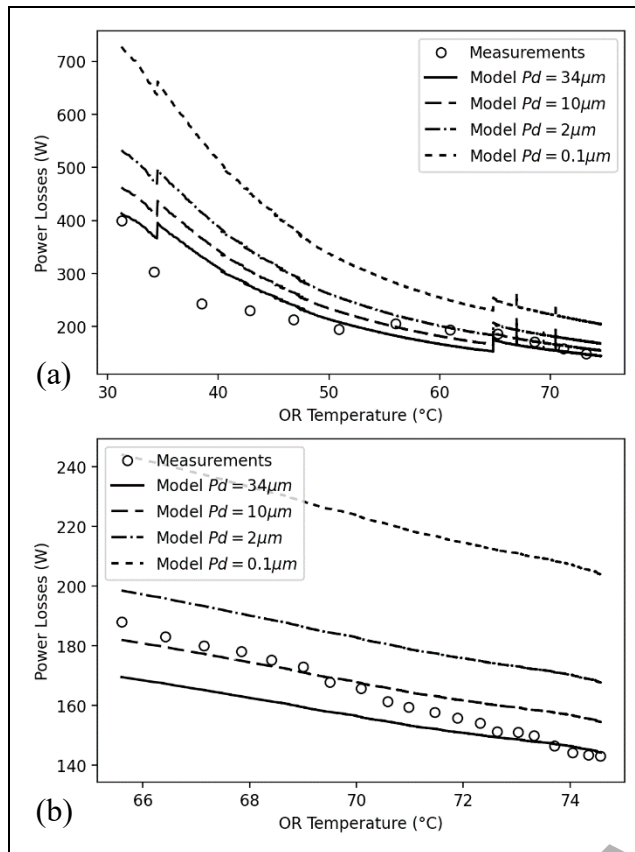 Measurements
Model Pd = 34μm
Model Pd = 10μm
Model Pd = 2μm
Model Pd = 0.1μm
700
600
500
400
300
200
Power Losses (W)
(a)
30
40
50
60
70
OR Temperature (°C)
Measurements
Model Pd = 34μm
Model Pd = 10μm
Model Pd = 2μm
Model Pd = 0.1μm
240
220
200
180
160
140
Power Losses (W)
(b)
66
68
70
72
74
OR Temperature (°C)